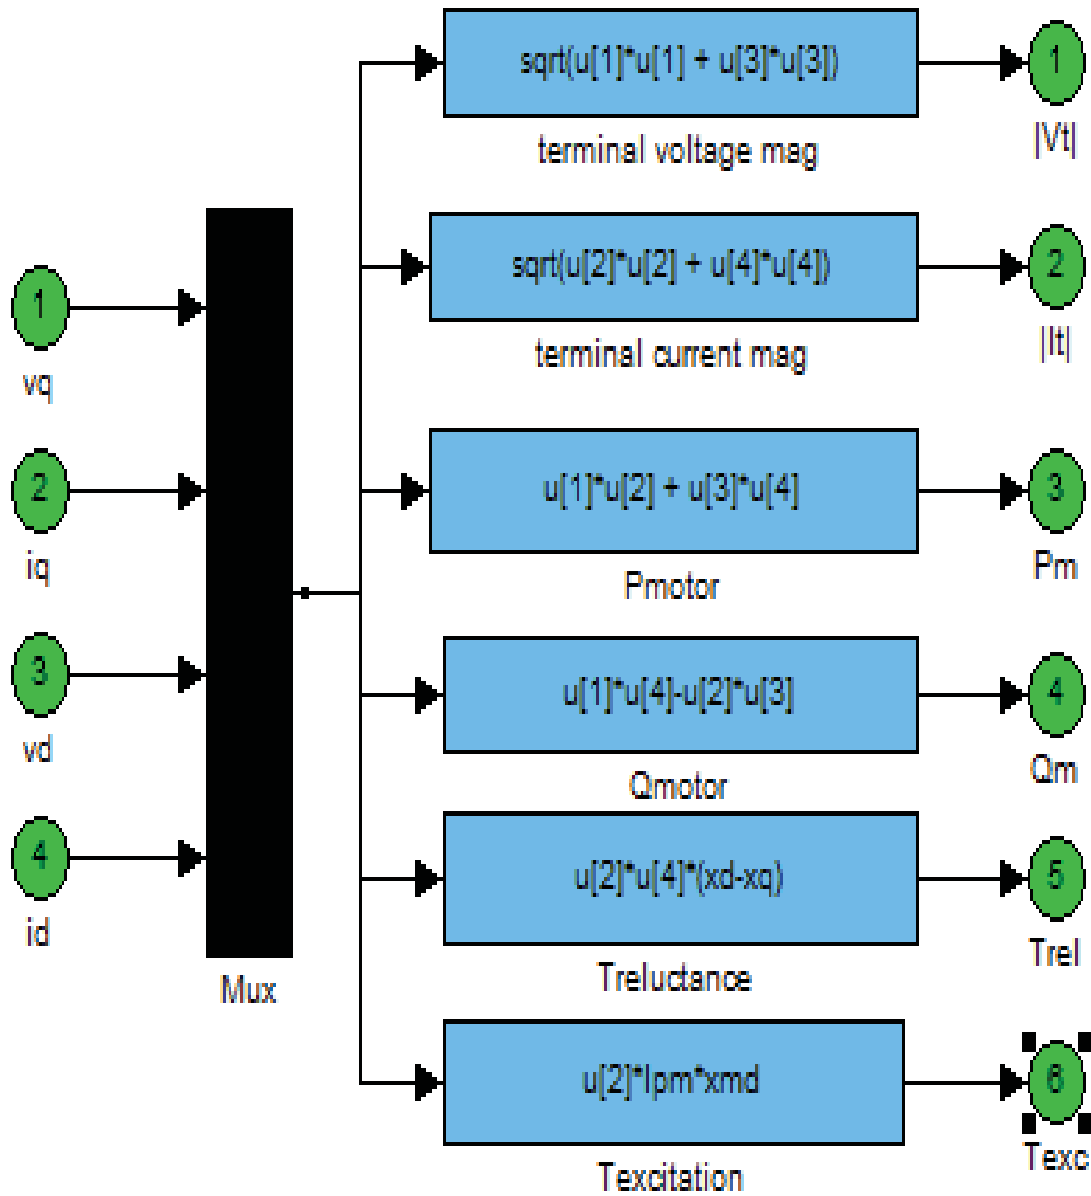 1
vq
2
iq
3
vd
4
id
Mux
sqrt(u[1]*u[1] + u[3]*u[3])
terminal voltage mag
1
|Vt|
sqrt(u[2]*u[2] + u[4]*u[4])
terminal current mag
2
|It|
u[1]*u[2] + u[3]*u[4]
Pmotor
3
Pm
u[1]*u[4]-u[2]*u[3]
Qmotor
4
Qm
u[2]*u[4]*(xd-xq)
Treluctance
5
Trel
u[2]*Ipm*xmd
Texcitation
6
Texc